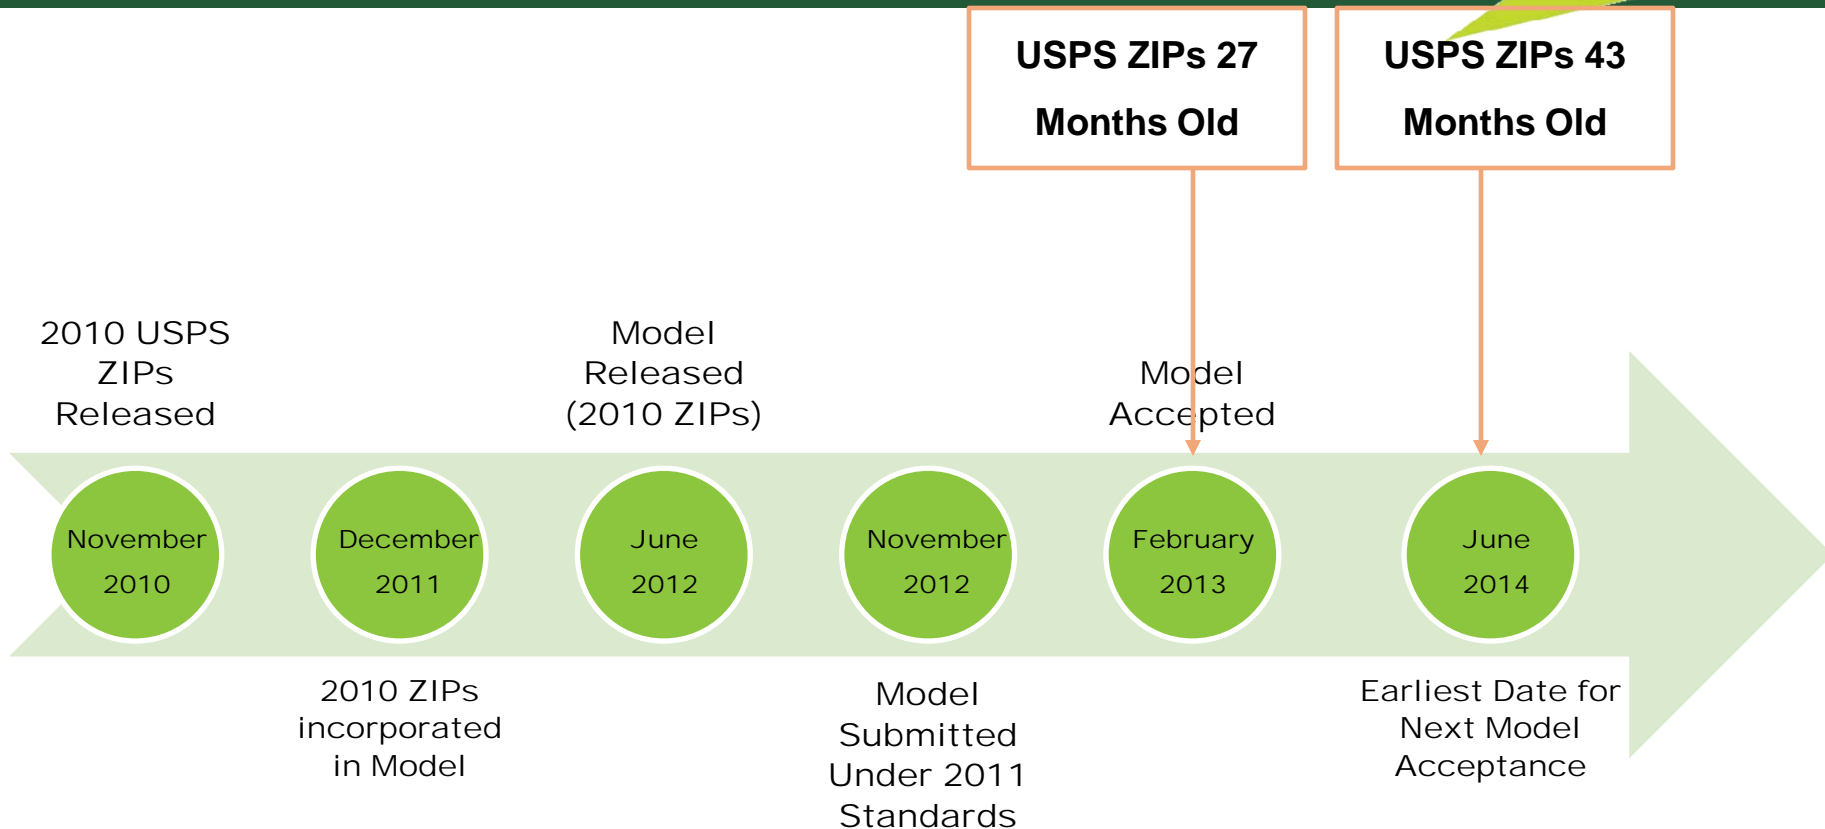 USPS ZIPs 27
Months Old
USPS ZIPs 43
Months Old
2010 USPS
ZIPs
Released
Model
Released
(2010 ZIPs)
Model
Accepted
November
2010
December
2011
June
2012
November
2012
February
2013
June
2014
2010 ZIPs
incorporated
in Model
Model
Submitted
Under 2011
Standards
Earliest Date for
Next Model
Acceptance